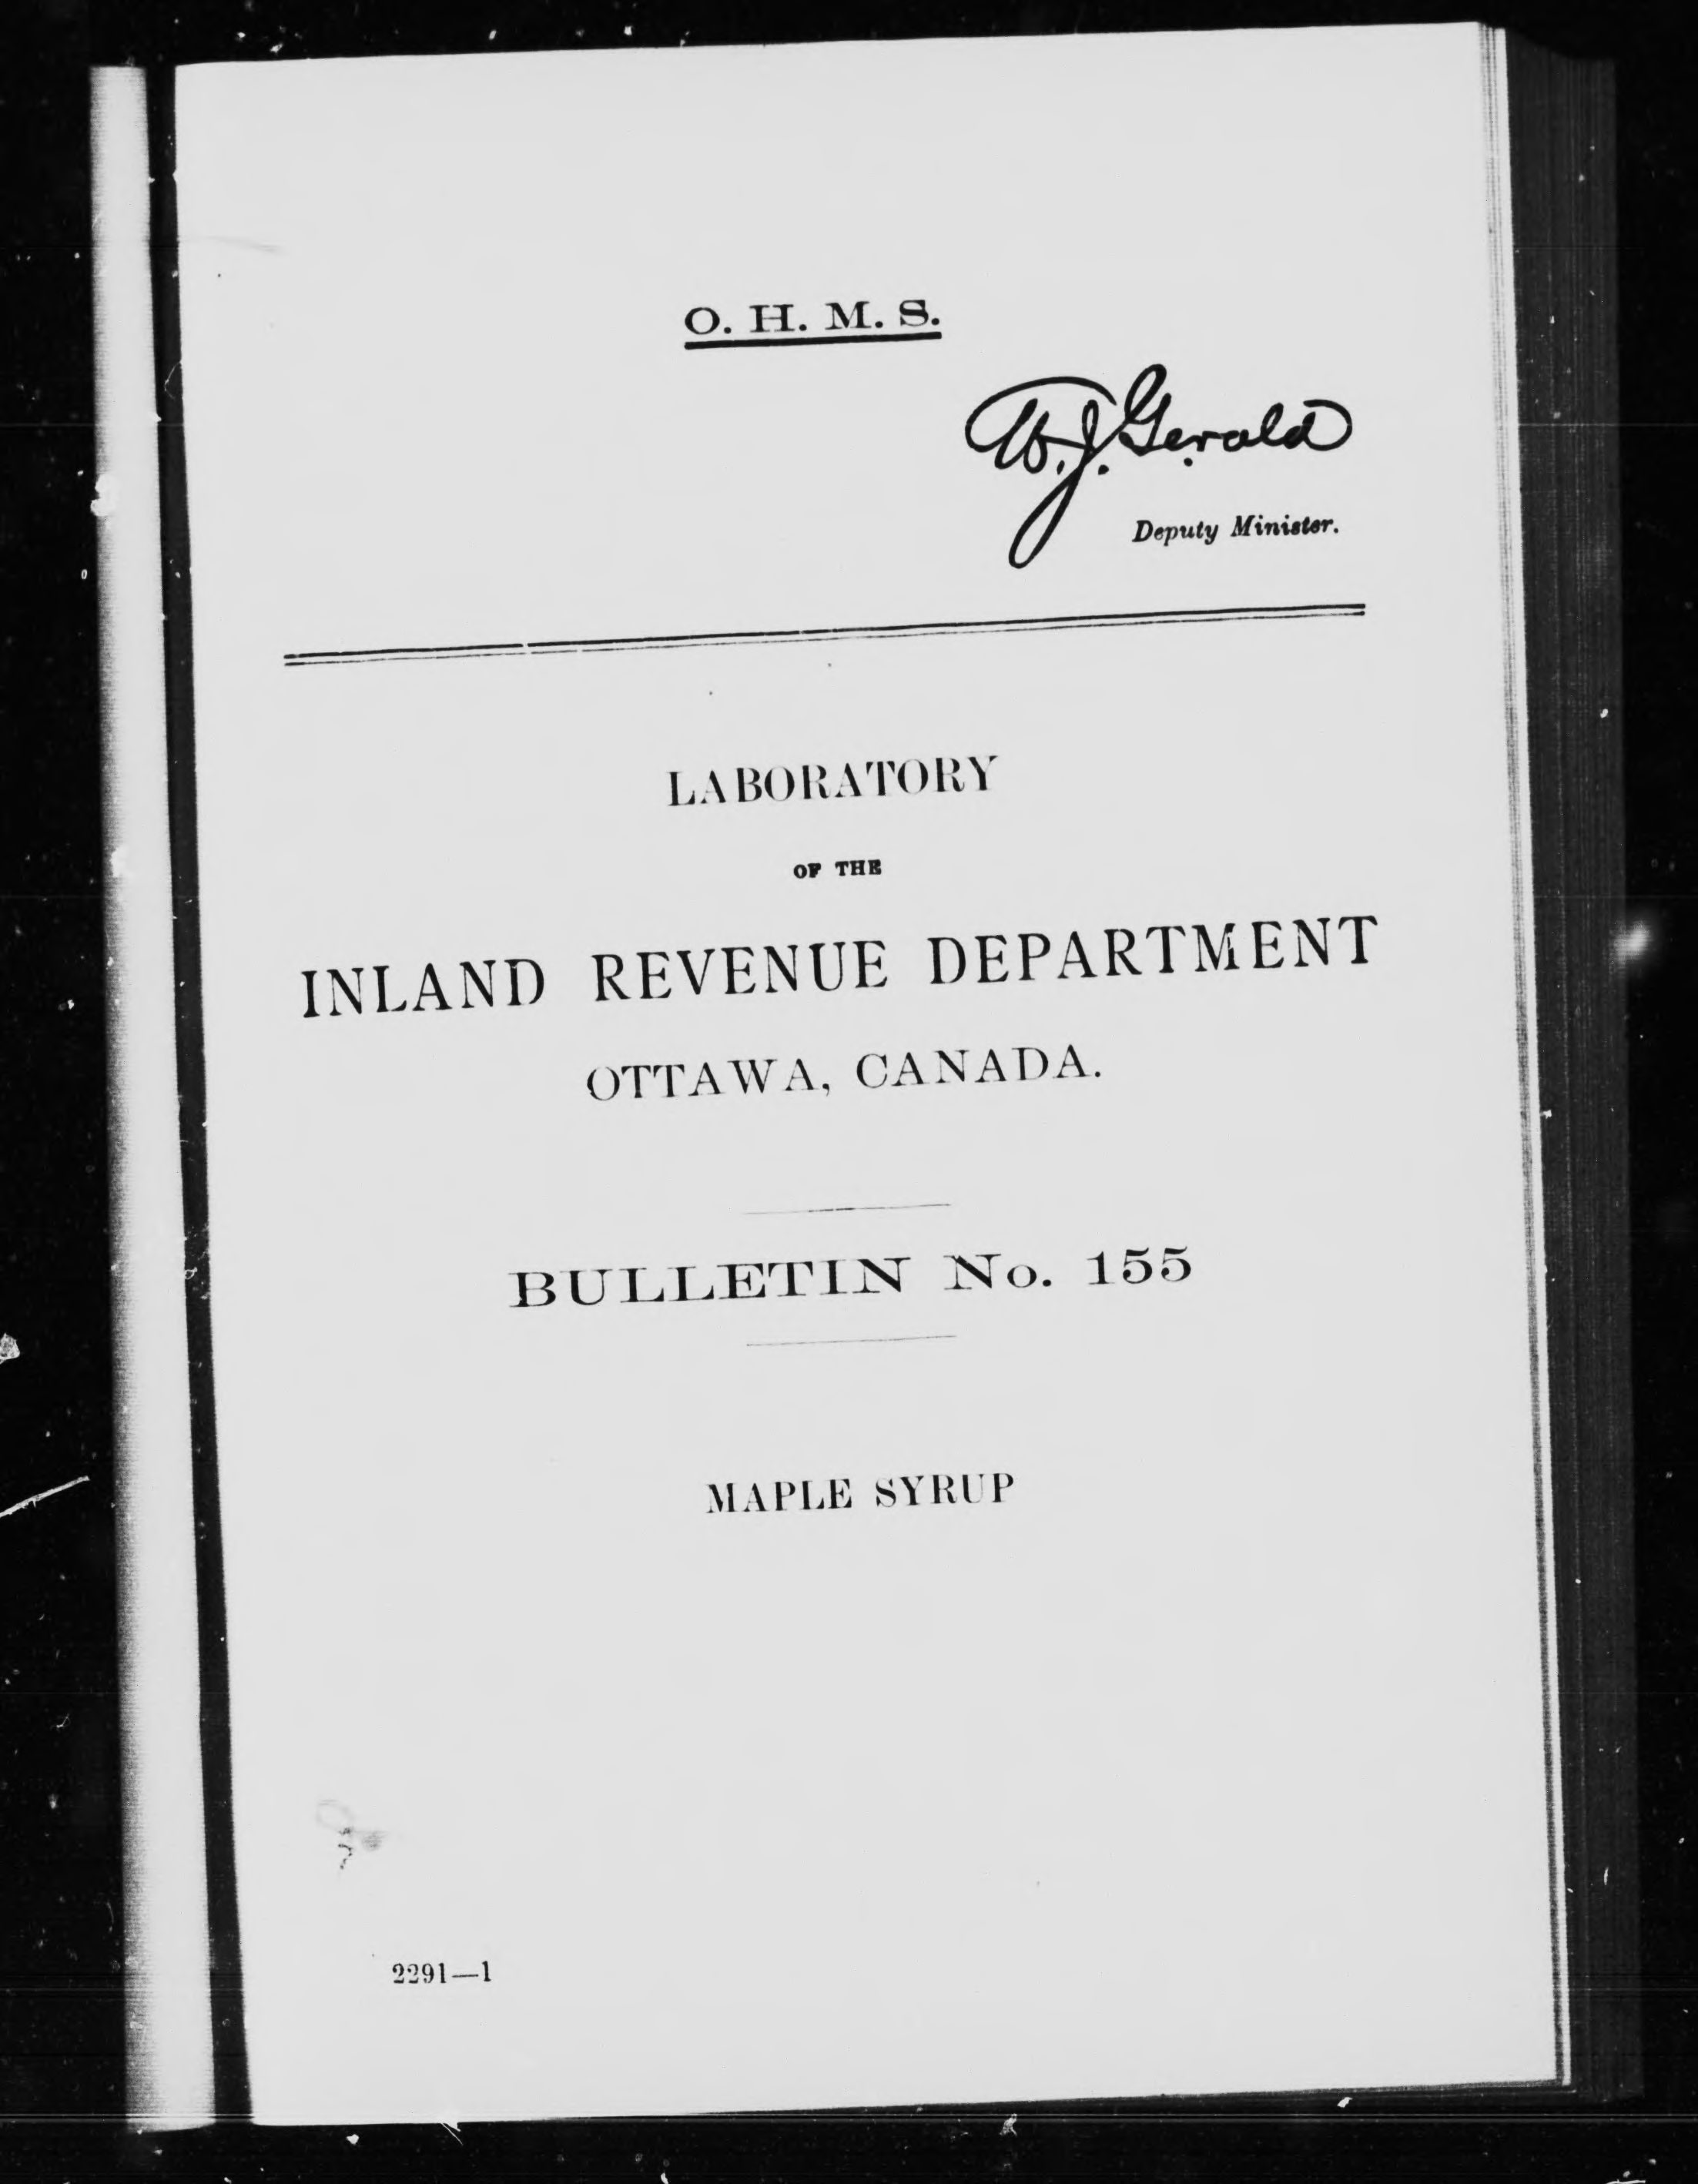 O. H. M. S.
W. J. Gerald
Deputy Minister.
LABORATORY
OF THE
INLAND REVENUE DEPARTMENT
OTTAWA, CANADA.
BULLETIN No. 155
MAPLE SYRUP
2291—1